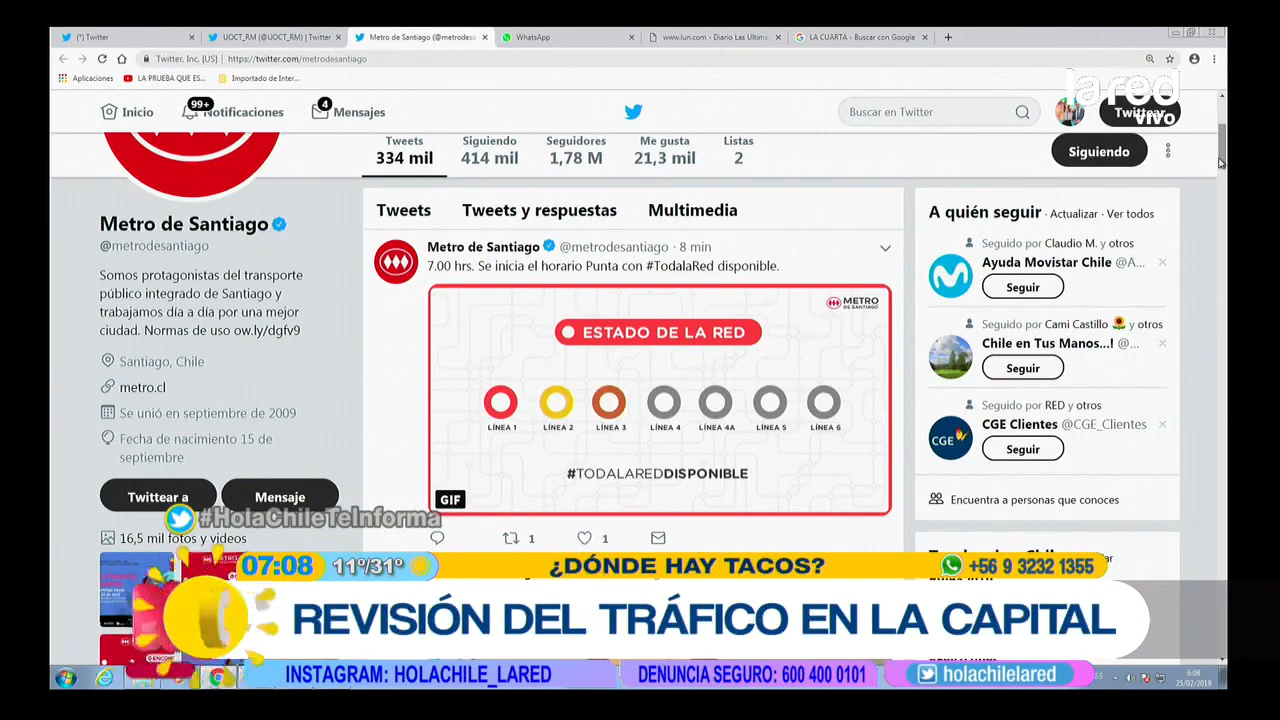 (*) Twitter
UOCT_RM (@UOCT_RM) | Twitter
Metro de Santiago (@metrodesa
WhatsApp
www.lun.com - Diario Las Ultima
LA CUARTA - Buscar con Google
Twitter, Inc. [US] | https://twitter.com/metrodesantiago
Aplicaciones
LA PRUEBA QUE ES...
Importado de Inter...
lared
vivo
Inicio
99+
Notificaciones
4
Mensajes
Buscar en Twitter
Twittear
Tweets
334 mil
Siguiendo
414 mil
Seguidores
1,78 M
Me gusta
21,3 mil
Listas
2
Siguiendo
Metro de Santiago
@metrodesantiago
Somos protagonistas del transporte
público integrado de Santiago y
trabajamos día a día por una mejor
ciudad. Normas de uso ow.ly/dgfv9
Santiago, Chile
metro.cl
Se unió en septiembre de 2009
Fecha de nacimiento 15 de
septiembre
Twittear a
Mensaje
16,5 mil fotos y videos
Tweets
Tweets y respuestas
Multimedia
Metro de Santiago @metrodesantiago · 8 min
7.00 hrs. Se inicia el horario Punta con #TodalaRed disponible.
METRO
DE SANTIAGO
ESTADO DE LA RED
LÍNEA 1
LÍNEA 2
LÍNEA 3
LÍNEA 4
LÍNEA 4A
LÍNEA 5
LÍNEA 6
#TODALAREDDISPONIBLE
GIF
1
1
A quién seguir · Actualizar · Ver todos
Seguido por Claudio M. y otros
Ayuda Movistar Chile @A...
Seguir
Seguido por Cami Castillo 🌻 y otros
Chile en Tus Manos...! @...
Seguir
Seguido por RED y otros
CGE
CGE Clientes @CGE_Clientes
Seguir
Encuentra a personas que conoces
#HolaChileTeInforma
07:08
11º/31º
¿DÓNDE HAY TACOS?
+56 9 3232 1355
REVISIÓN DEL TRÁFICO EN LA CAPITAL
INSTAGRAM: HOLACHILE_LARED
DENUNCIA SEGURO: 600 400 0101
holachilelared
ES
6:08
25/02/2019